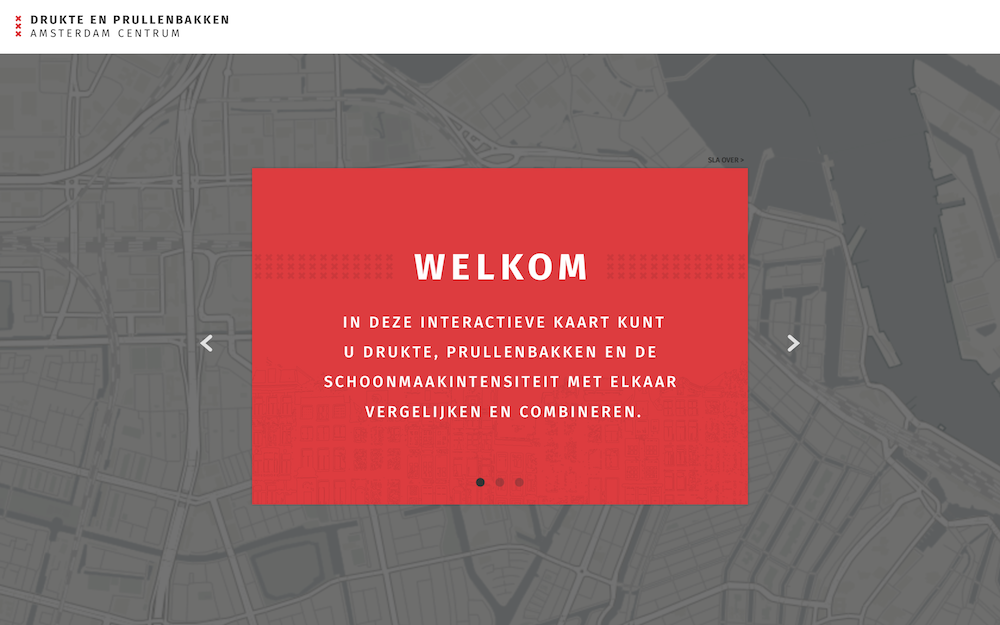 DRUKTE EN PRULLENBAKKEN
AMSTERDAM CENTRUM
SLA OVER >
WELKOM
IN DEZE INTERACTIEVE KAART KUNT
U DRUKTE, PRULLENBAKKEN EN DE
SCHOONMAAKINTENSITEIT MET ELKAAR
VERGELIJKEN EN COMBINEREN.